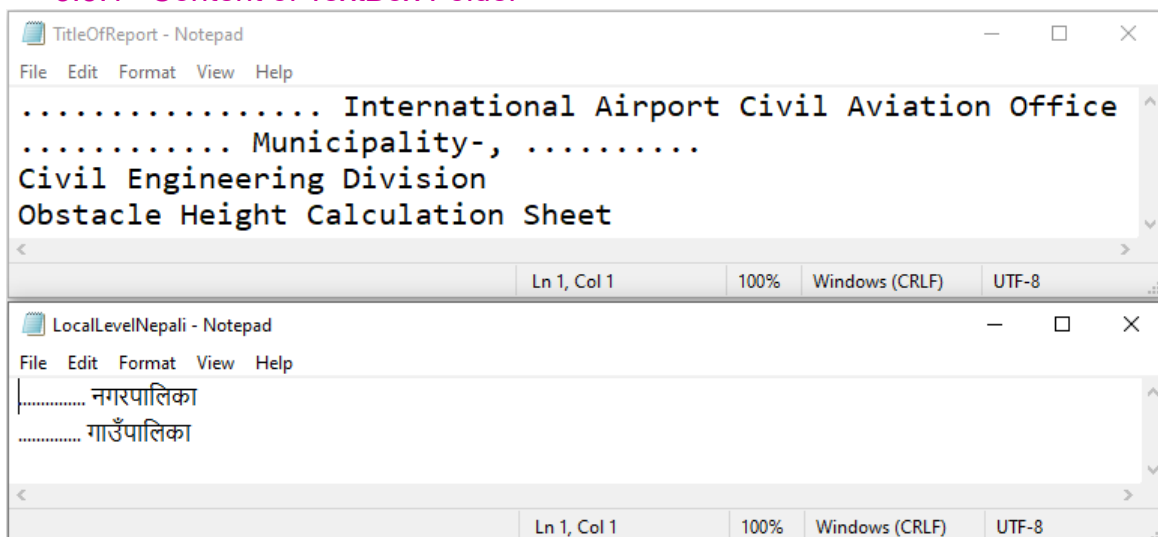 TitleOfReport - Notepad
File Edit Format View Help
................. International Airport Civil Aviation Office
............ Municipality-, ..........
Civil Engineering Division
Obstacle Height Calculation Sheet
Ln 1, Col 1 100% Windows (CRLF) UTF-8
LocalLevelNepali - Notepad
File Edit Format View Help
............... नगरपालिका
.............. गाउँपालिका
Ln 1, Col 1 100% Windows (CRLF) UTF-8